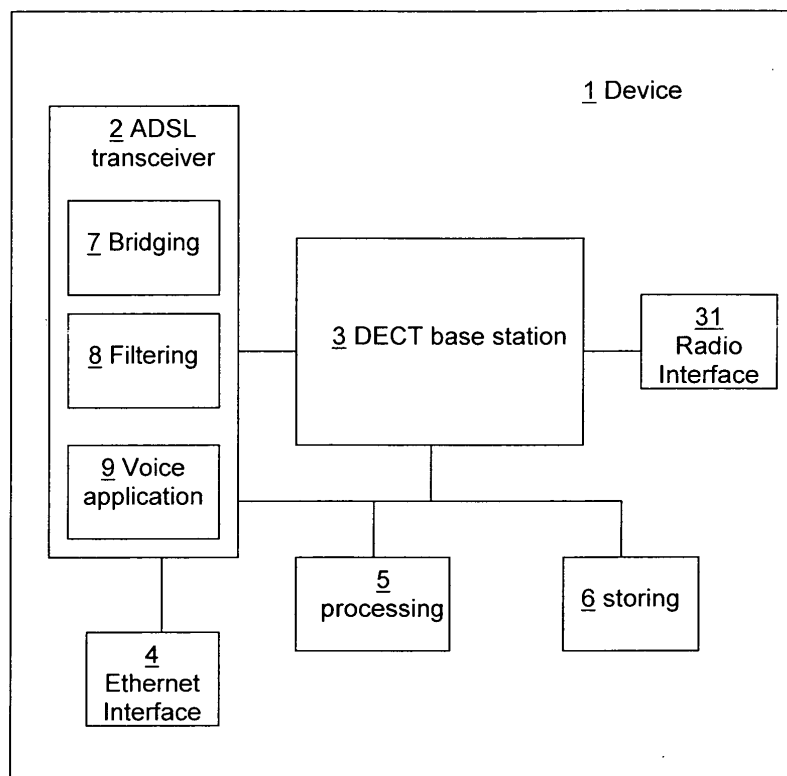 1 Device
2 ADSL
transceiver
7 Bridging
8 Filtering
9 Voice
application
3 DECT base station
31
Radio
Interface
5
processing
6 storing
4
Ethernet
Interface